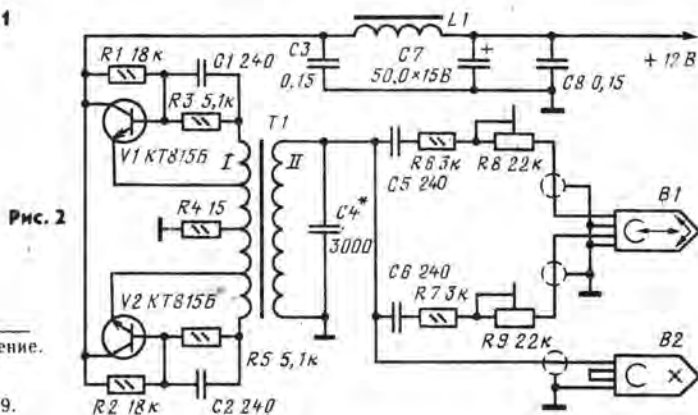 1
Рис. 2
ение.
9.
R1 18к
C1 240
R3 5,1к
V1 КТ815Б
R4 15
V2 КТ815Б
R5 5,1к
R2 18к
C2 240
T1
I
II
C3
0,15
L1
C7
50,0×15В
+
C8 0,15
+ 12 В
C4*
3000
C5 240
R6 3к
R8 22к
C6 240
R7 3к
R9 22к
B1
B2